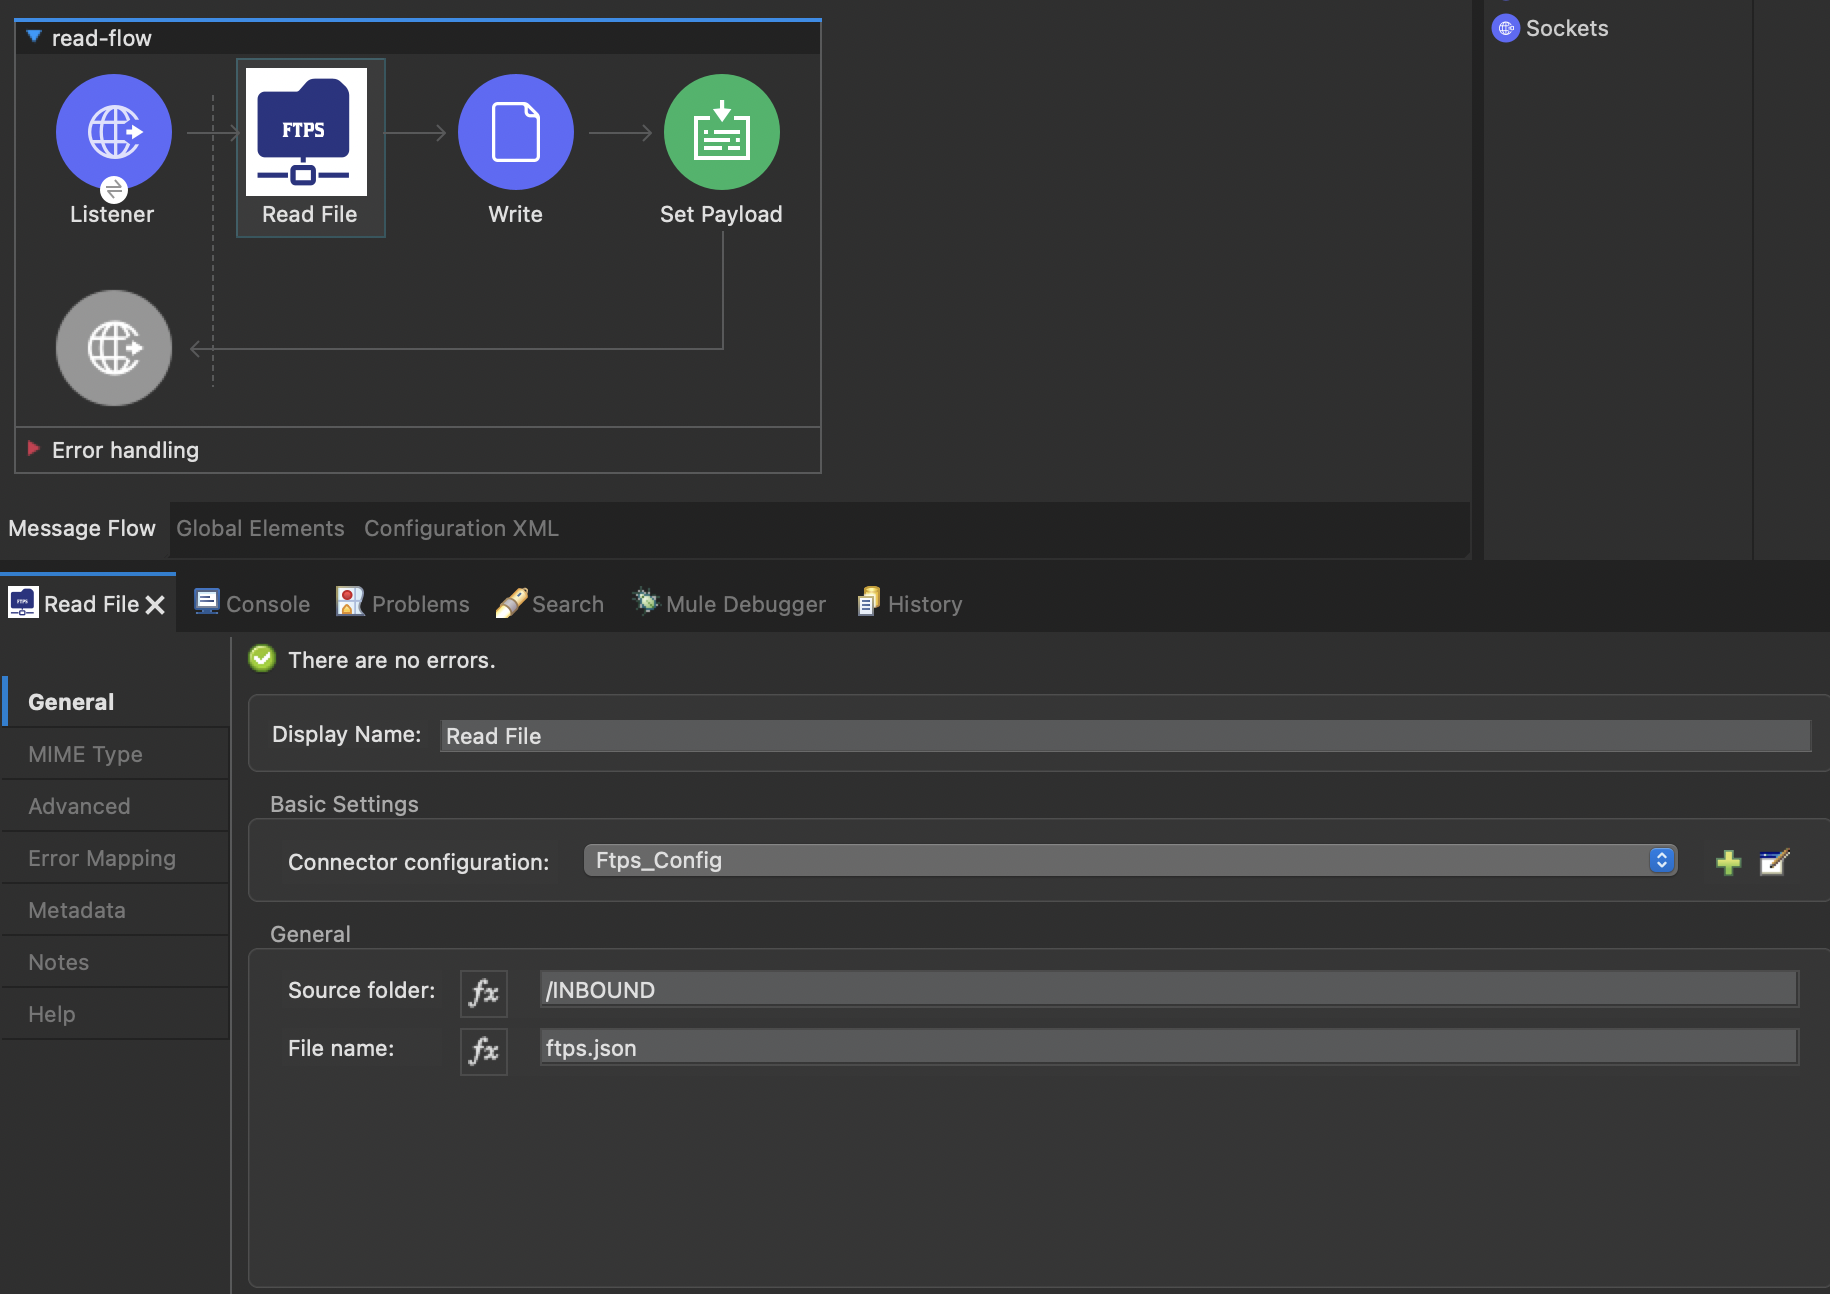 Sockets
read-flow
FTPS
Listener
Read File
Write
Set Payload
Error handling
Message Flow
Global Elements
Configuration XML
Read File
Console
Problems
Search
Mule Debugger
History
There are no errors.
General
MIME Type
Advanced
Error Mapping
Metadata
Notes
Help
Display Name:
Read File
Basic Settings
Connector configuration:
Ftps_Config
General
Source folder:
fx
/INBOUND
File name:
fx
ftps.json